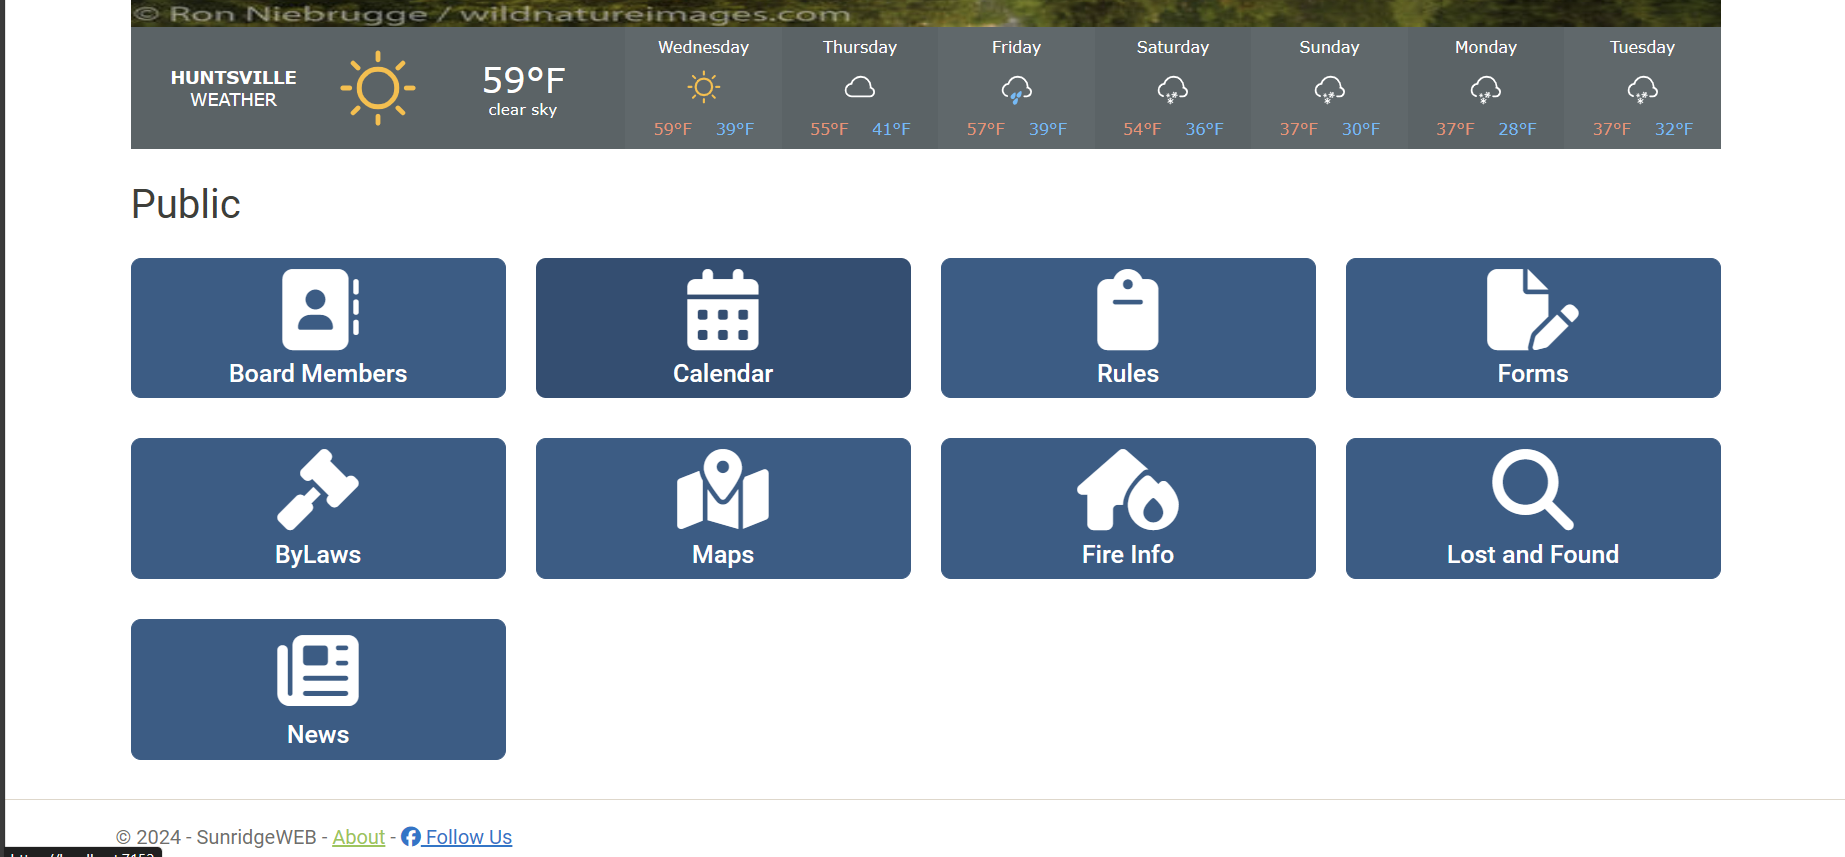 © Ron Niebrugge / wildnatureimages.com
HUNTSVILLE
WEATHER
59°F
clear sky
Wednesday
59°F 39°F
Thursday
55°F 41°F
Friday
57°F 39°F
Saturday
54°F 36°F
Sunday
37°F 30°F
Monday
37°F 28°F
Tuesday
37°F 32°F
Public
Board Members
Calendar
Rules
Forms
ByLaws
Maps
Fire Info
Lost and Found
News
© 2024 - SunridgeWEB - About - Follow Us